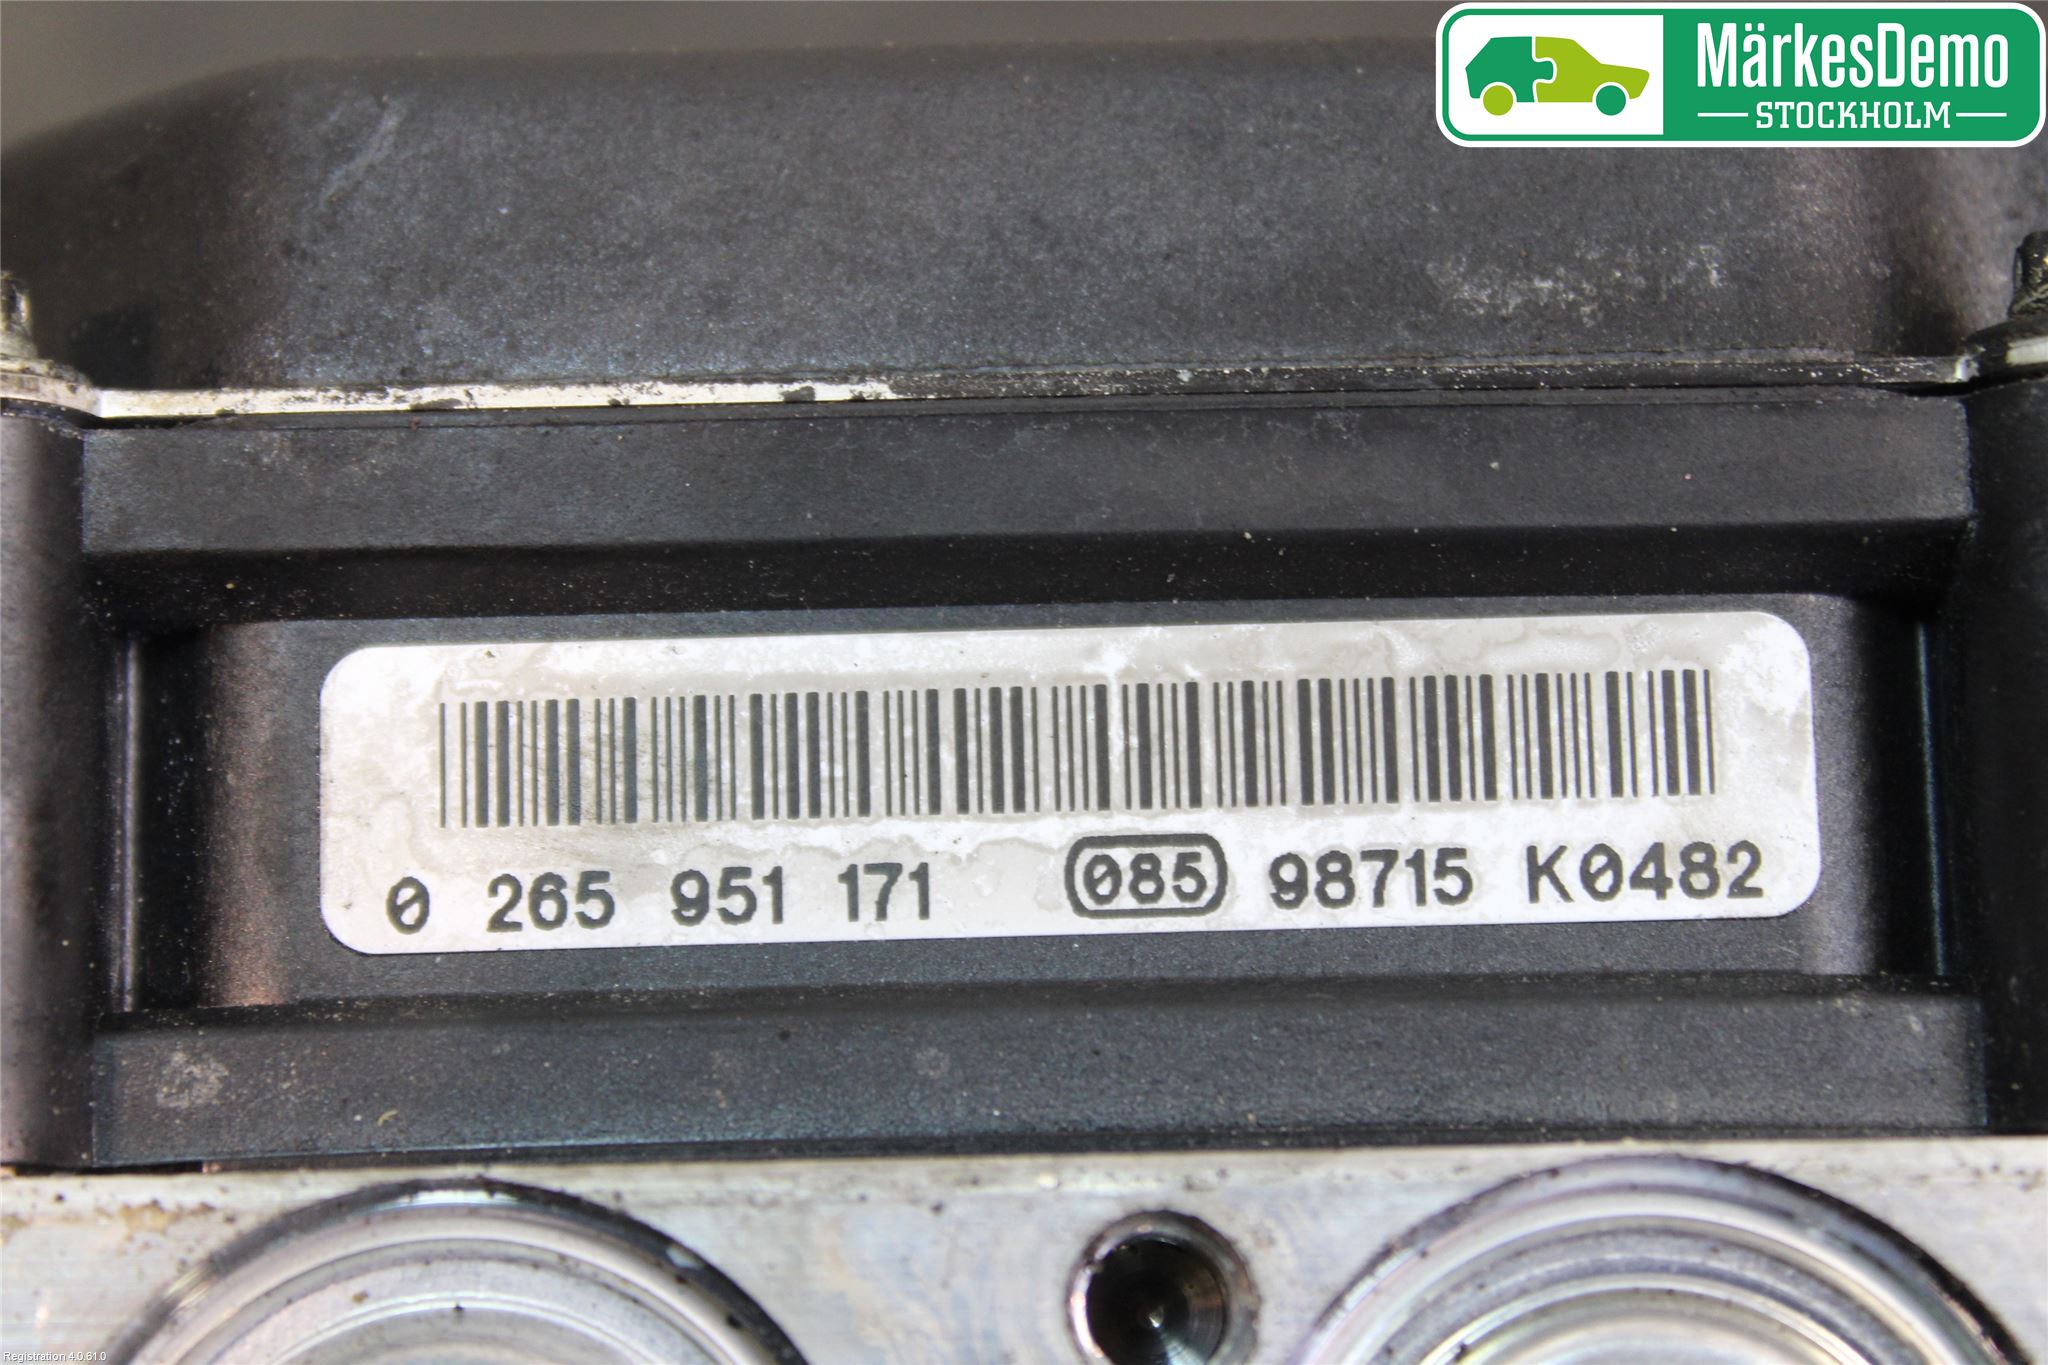 MärkesDemo
STOCKHOLM
0 265 951 171 085 98715 K0482
Registration 4.0.61.0